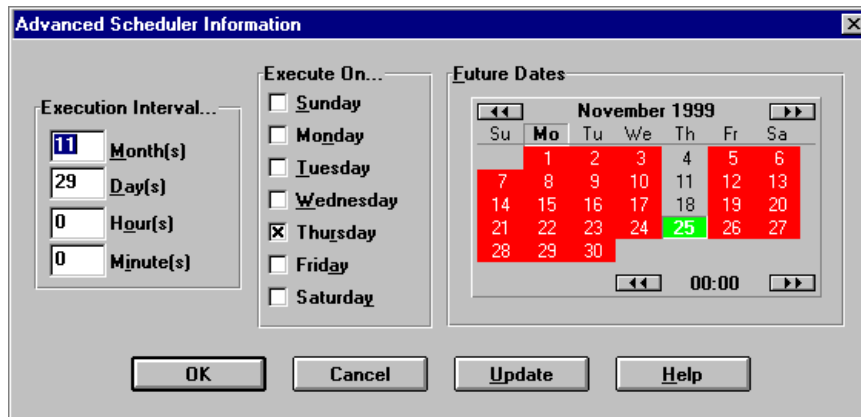 Advanced Scheduler Information
Execution Interval...
11 Month(s)
29 Day(s)
0 Hour(s)
0 Minute(s)
Execute On...
Sunday
Monday
Tuesday
Wednesday
Thursday
Friday
Saturday
Future Dates
November 1999
Su Mo Tu We Th Fr Sa
1 2 3 4 5 6
7 8 9 10 11 12 13
14 15 16 17 18 19 20
21 22 23 24 25 26 27
28 29 30
00:00
OK Cancel Update Help